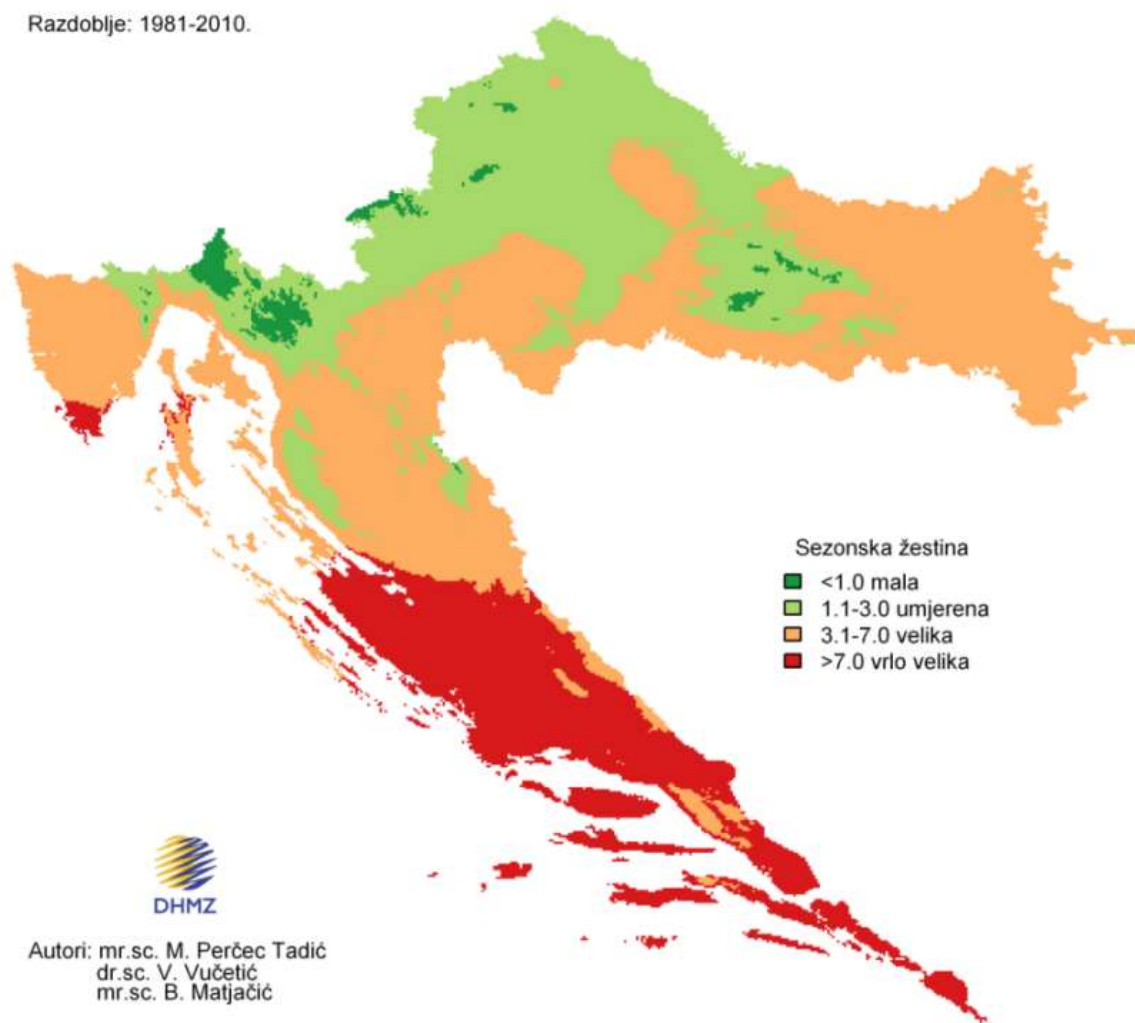 Razdoblje: 1981-2010.
Sezonska žestina
<1.0 mala
1.1-3.0 umjerena
3.1-7.0 velika
>7.0 vrlo velika
DHMZ
Autori: mr.sc. M. Perčec Tadić
dr.sc. V. Vučetić
mr.sc. B. Matjačić